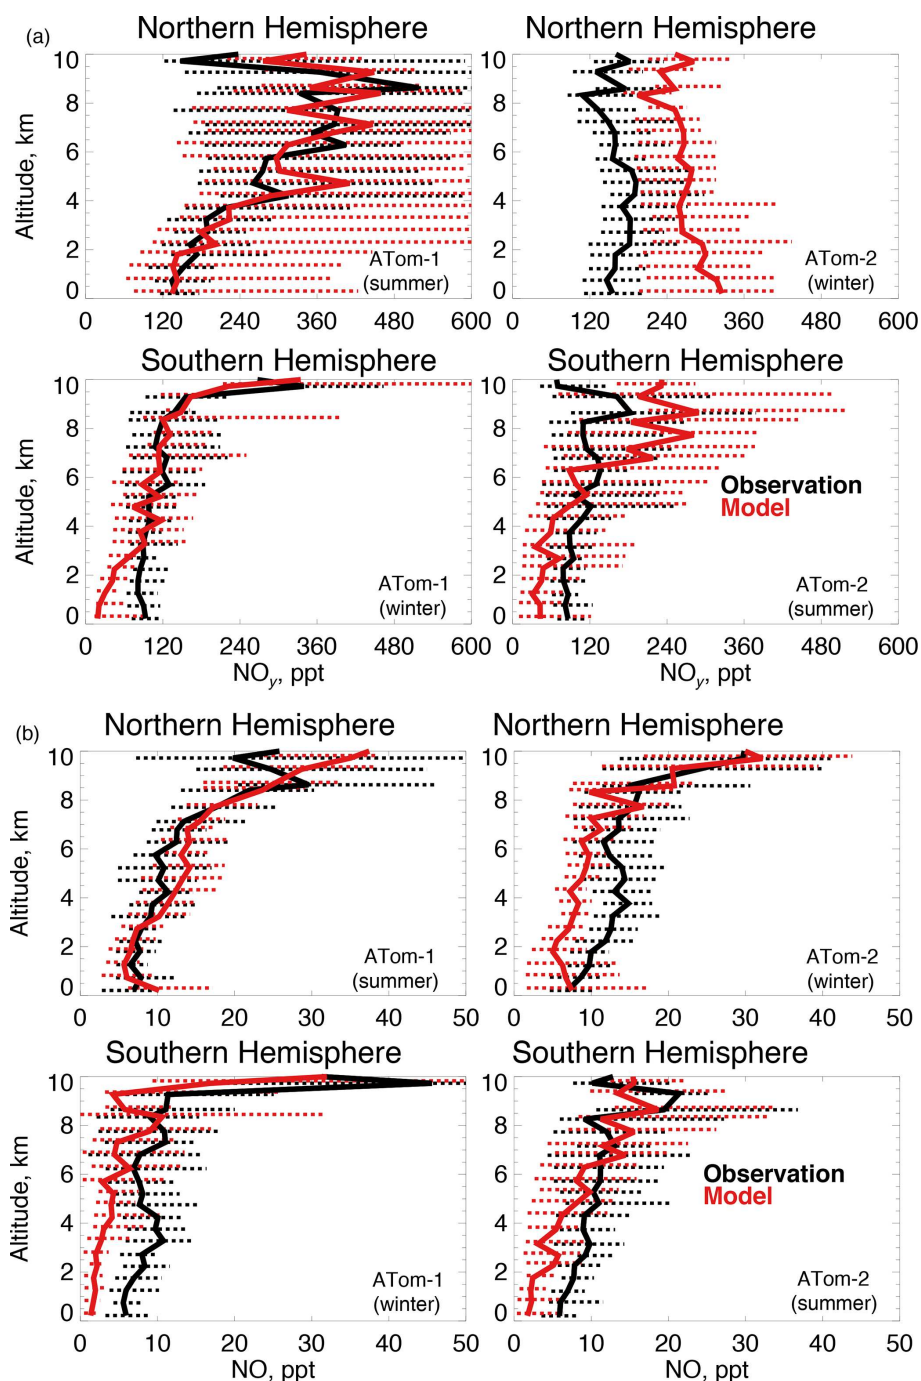 (a)
Northern Hemisphere
Northern Hemisphere
10
8
6
4
2
0
Altitude, km
ATom-1
(summer)
0 120 240 360 480 600
10
8
6
4
2
0
ATom-2
(winter)
0 120 240 360 480 600
Southern Hemisphere
Southern Hemisphere
10
8
6
4
2
0
Altitude, km
ATom-1
(winter)
0 120 240 360 480 600
NOy, ppt
10
8
6
4
2
0
Observation
Model
ATom-2
(summer)
0 120 240 360 480 600
NOy, ppt
(b)
Northern Hemisphere
Northern Hemisphere
10
8
6
4
2
0
Altitude, km
ATom-1
(summer)
0 10 20 30 40 50
10
8
6
4
2
0
ATom-2
(winter)
0 10 20 30 40 50
Southern Hemisphere
Southern Hemisphere
10
8
6
4
2
0
Altitude, km
ATom-1
(winter)
0 10 20 30 40 50
NO, ppt
10
8
6
4
2
0
Observation
Model
ATom-2
(summer)
0 10 20 30 40 50
NO, ppt